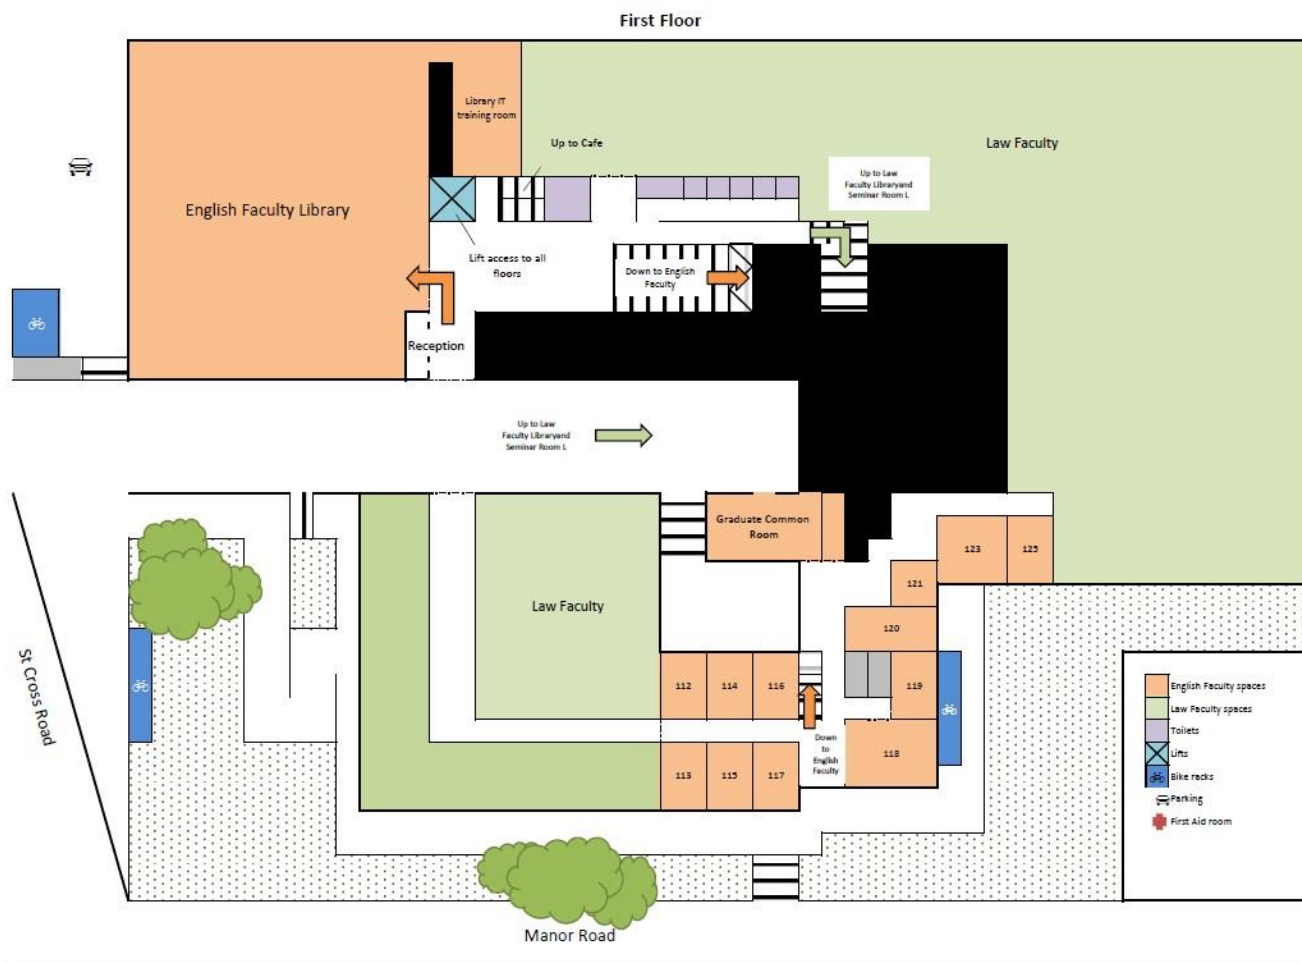 First Floor
Library IT
training room
Up to Cafe
Law Faculty
Up to Law
Faculty Libraryand
Seminar Room L
English Faculty Library
Lift access to all
floors
Down to English
Faculty
Reception
Up to Law
Faculty Libraryand
Seminar Room L
Graduate Common
Room
123
125
121
Law Faculty
120
112
114
116
119
St Cross Road
Down
to
English
Faculty
118
113
115
117
English Faculty spaces
Law Faculty spaces
Toilets
Lifts
Bike racks
Parking
First Aid room
Manor Road